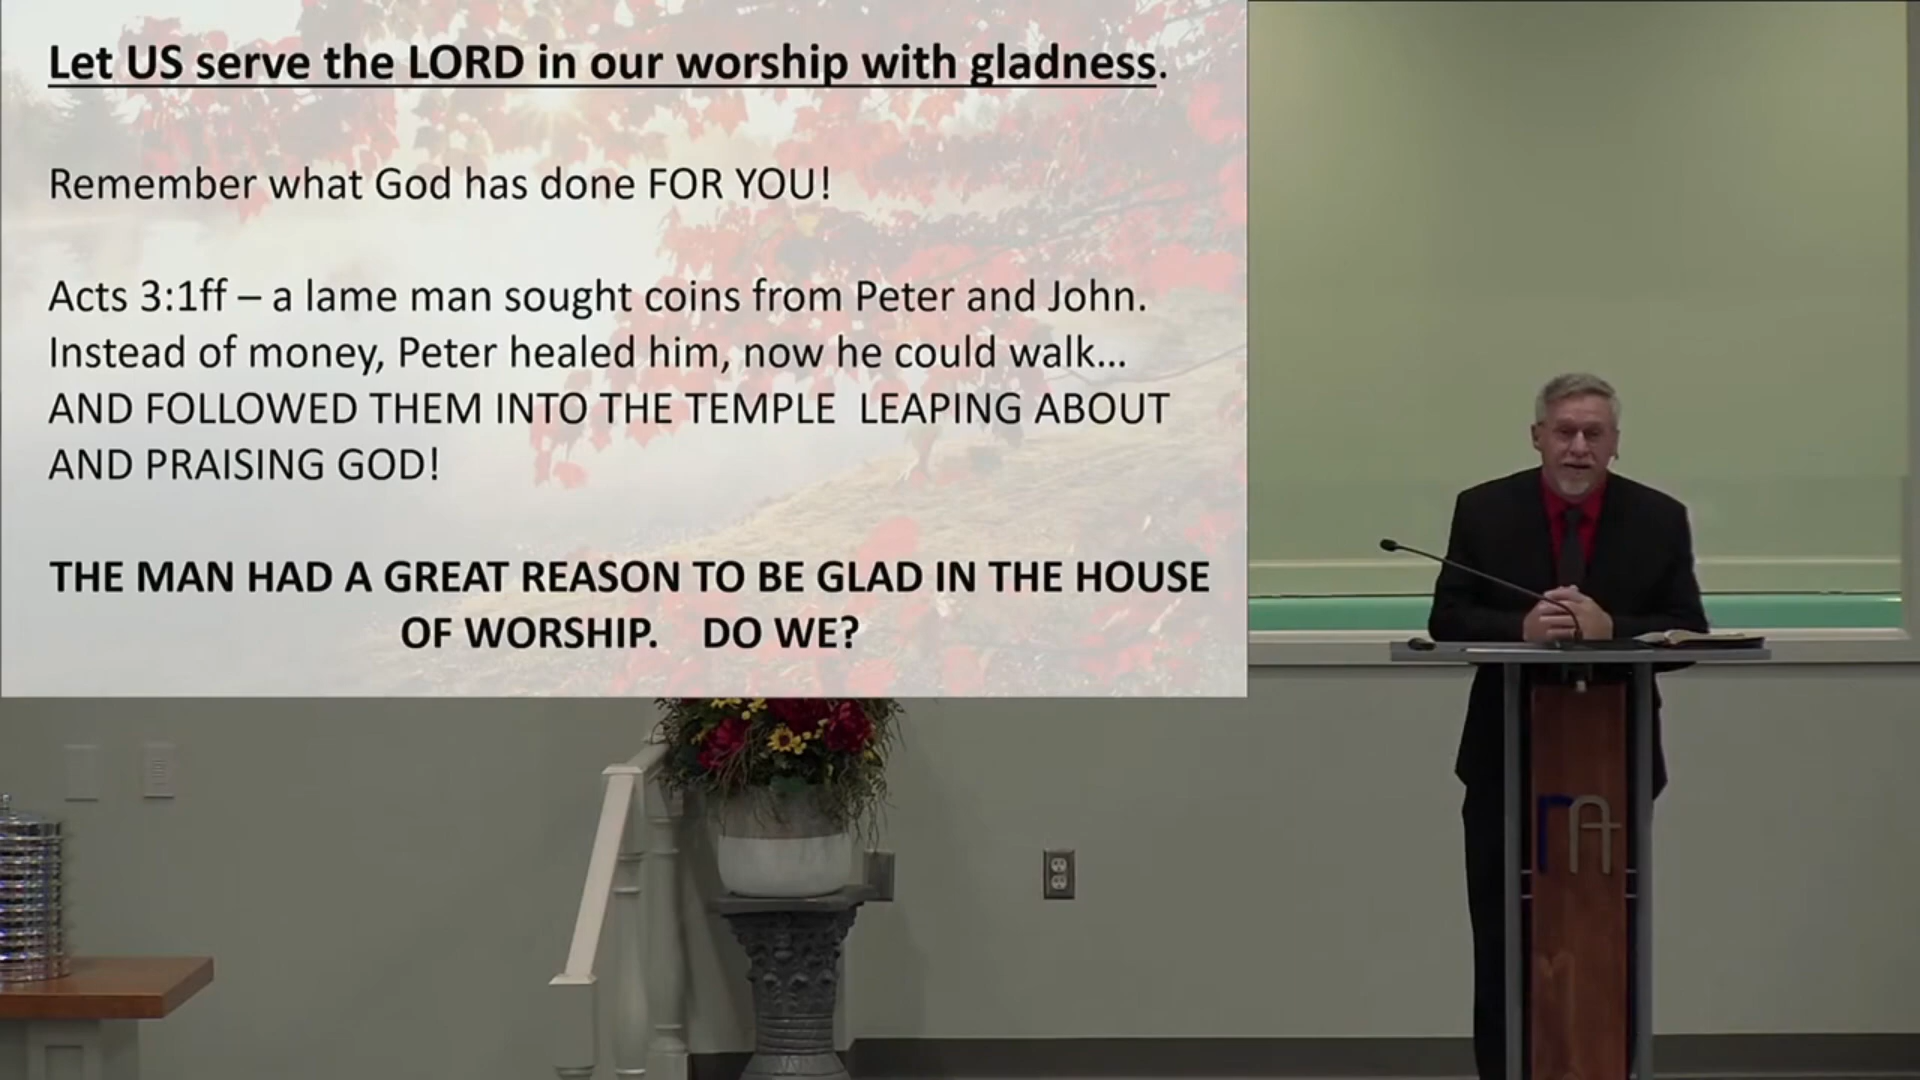 Let US serve the LORD in our worship with gladness.
Remember what God has done FOR YOU!
Acts 3:1ff – a lame man sought coins from Peter and John.
Instead of money, Peter healed him, now he could walk…
AND FOLLOWED THEM INTO THE TEMPLE  LEAPING ABOUT
AND PRAISING GOD!
THE MAN HAD A GREAT REASON TO BE GLAD IN THE HOUSE
OF WORSHIP.    DO WE?